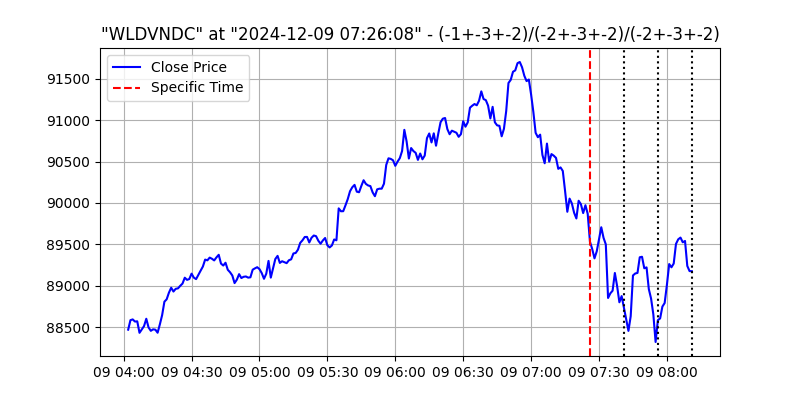 "WLDVNDC" at "2024-12-09 07:26:08" - (-1+-3+-2)/(-2+-3+-2)/(-2+-3+-2)
Close Price
Specific Time
91500
91000
90500
90000
89500
89000
88500
09 04:00 09 04:30 09 05:00 09 05:30 09 06:00 09 06:30 09 07:00 09 07:30 09 08:00